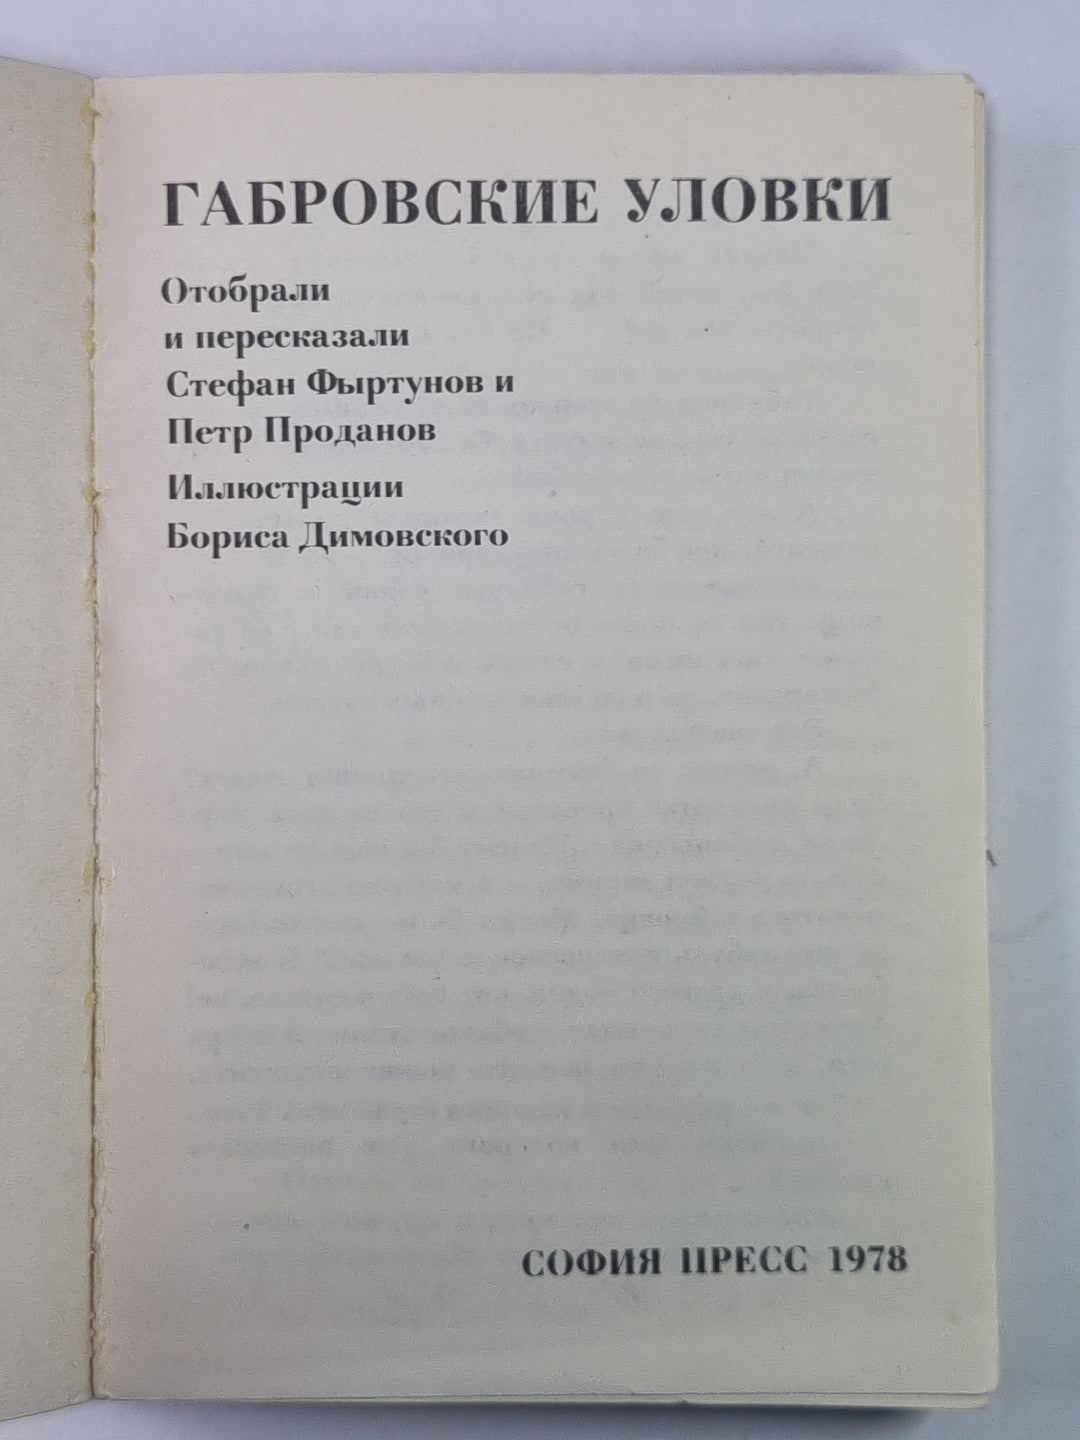 ГАБРОВСКИЕ УЛОВКИ
Отобрали
и пересказали
Стефан Фыртунов и
Петр Проданов
Иллюстрации
Бориса Димовского
СОФИЯ ПРЕСС 1978